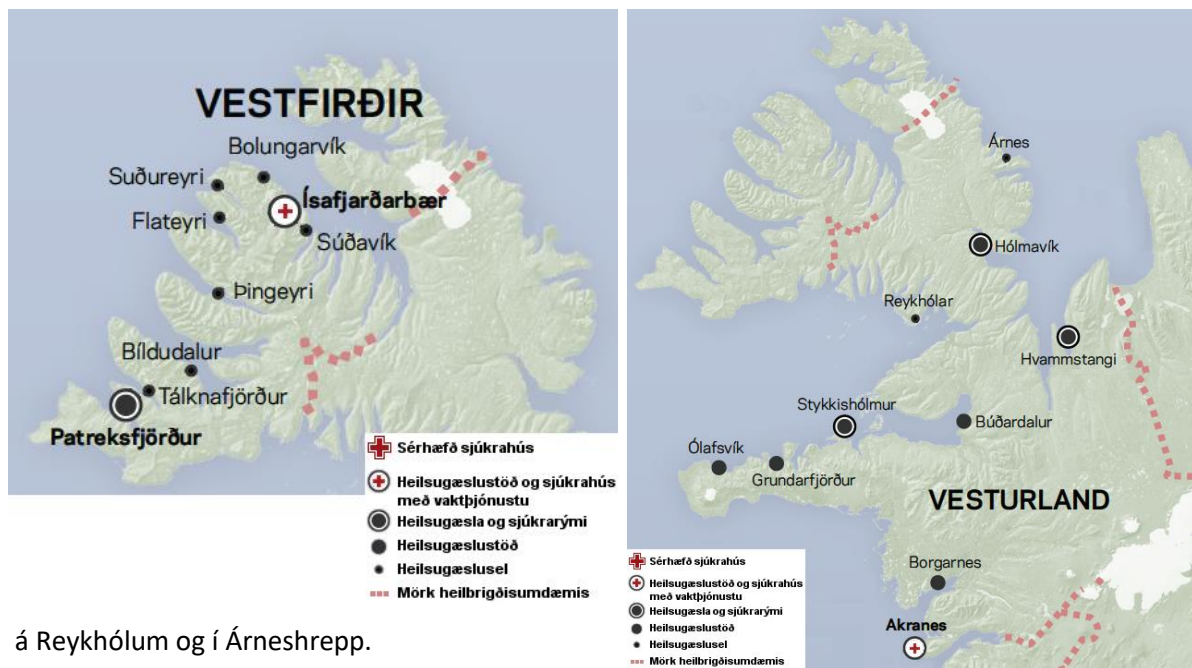 VESTFIRÐIR
Bolungarvík
Suðureyri
Ísafjarðarbær
Flateyri
Súðavík
Þingeyri
Bíldudalur
Tálknafjörður
Patreksfjörður
Sérhæfð sjúkrahús
Heilsugæslustöð og sjúkrahús
með vaktþjónustu
Heilsugæsla og sjúkrarými
Heilsugæslustöð
Heilsugæslusel
Mörk heilbrigðisumdæmis
á Reykhólum og í Árneshrepp.
Árnes
Hólmavík
Reykhólar
Hvammstangi
Stykkishólmur
Búðardalur
Ólafsvík
Grundarfjörður
VESTURLAND
Borgarnes
Akranes
Sérhæfð sjúkrahús
Heilsugæslustöð og sjúkrahús
með vaktþjónustu
Heilsugæsla og sjúkrarými
Heilsugæslustöð
Heilsugæslusel
Mörk heilbrigðisumdæmis